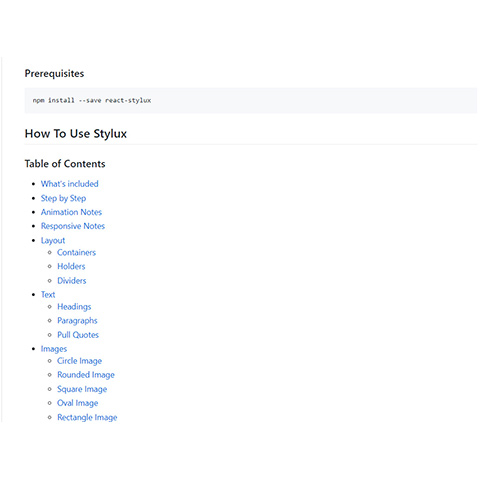 Prerequisites
npm install --save react-stylux
How To Use Stylux
Table of Contents
What's included
Step by Step
Animation Notes
Responsive Notes
Layout
Containers
Holders
Dividers
Text
Headings
Paragraphs
Pull Quotes
Images
Circle Image
Rounded Image
Square Image
Oval Image
Rectangle Image